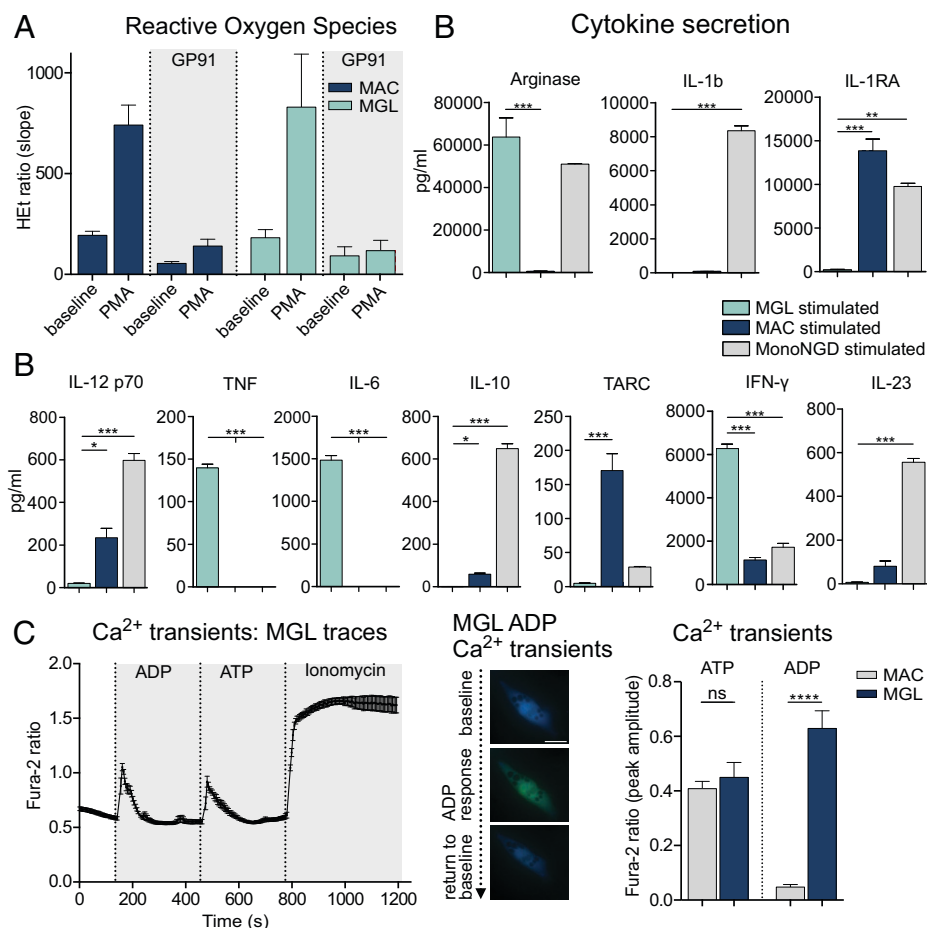 A Reactive Oxygen Species
HEt ratio (slope)
1000
500
0
GP91
GP91
MAC
MGL
baseline
PMA
baseline
PMA
baseline
PMA
baseline
PMA
B Cytokine secretion
pg/ml
Arginase
80000
60000
40000
20000
0
***
IL-1b
10000
8000
6000
4000
2000
0
***
IL-1RA
20000
15000
10000
5000
0
**
***
MGL stimulated
MAC stimulated
MonoNGD stimulated
B
pg/ml
IL-12 p70
800
600
400
200
0
***
*
TNF
200
150
100
50
0
***
IL-6
2000
1500
1000
500
0
***
IL-10
800
600
400
200
0
***
*
TARC
250
200
150
100
50
0
***
IFN-γ
8000
6000
4000
2000
0
***
***
IL-23
800
600
400
200
0
***
C Ca2+ transients: MGL traces
Fura-2 ratio
2.0
1.5
1.0
0.5
0.0
ADP
ATP
Ionomycin
0 200 400 600 800 1000 1200
Time (s)
MGL ADP
Ca2+ transients
baseline
ADP
response
return to
baseline
Ca2+ transients
Fura-2 ratio (peak amplitude)
0.8
0.6
0.4
0.2
0.0
ATP
ADP
ns
****
MAC
MGL